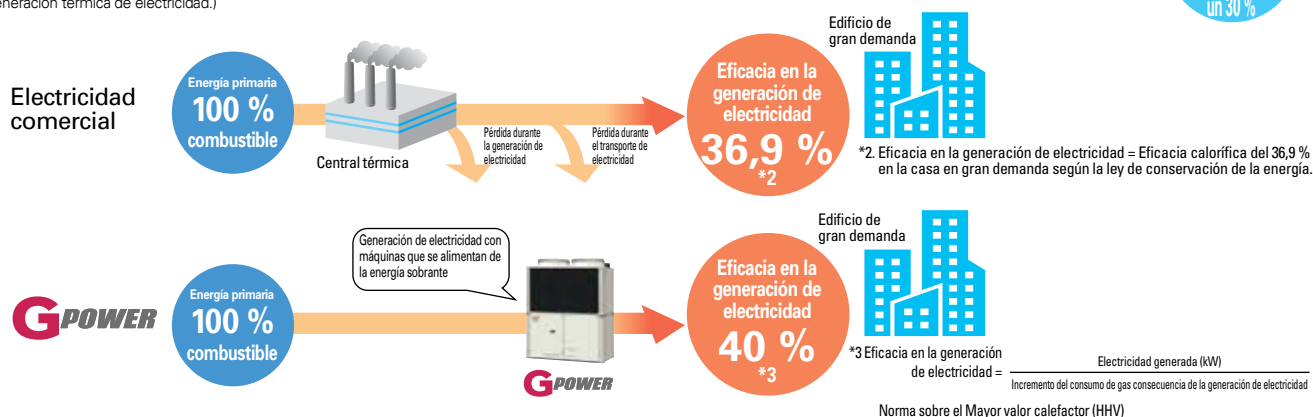 eneración térmica de electricidad.)
un 30 %
Electricidad
comercial
Energía primaria
100 %
combustible
Central térmica
Pérdida durante
la generación de
electricidad
Pérdida durante
el transporte de
electricidad
Eficacia en la
generación de
electricidad
36,9 %
*2
Edificio de
gran demanda
*2. Eficacia en la generación de electricidad = Eficacia calorífica del 36,9 %
en la casa en gran demanda según la ley de conservación de la energía.
GPOWER
Energía primaria
100 %
combustible
Generación de electricidad con
máquinas que se alimentan de
la energía sobrante
GPOWER
Eficacia en la
generación de
electricidad
40 %
*3
Edificio de
gran demanda
*3 Eficacia en la generación
de electricidad =
Electricidad generada (kW)
Incremento del consumo de gas consecuencia de la generación de electricidad
Norma sobre el Mayor valor calefactor (HHV)